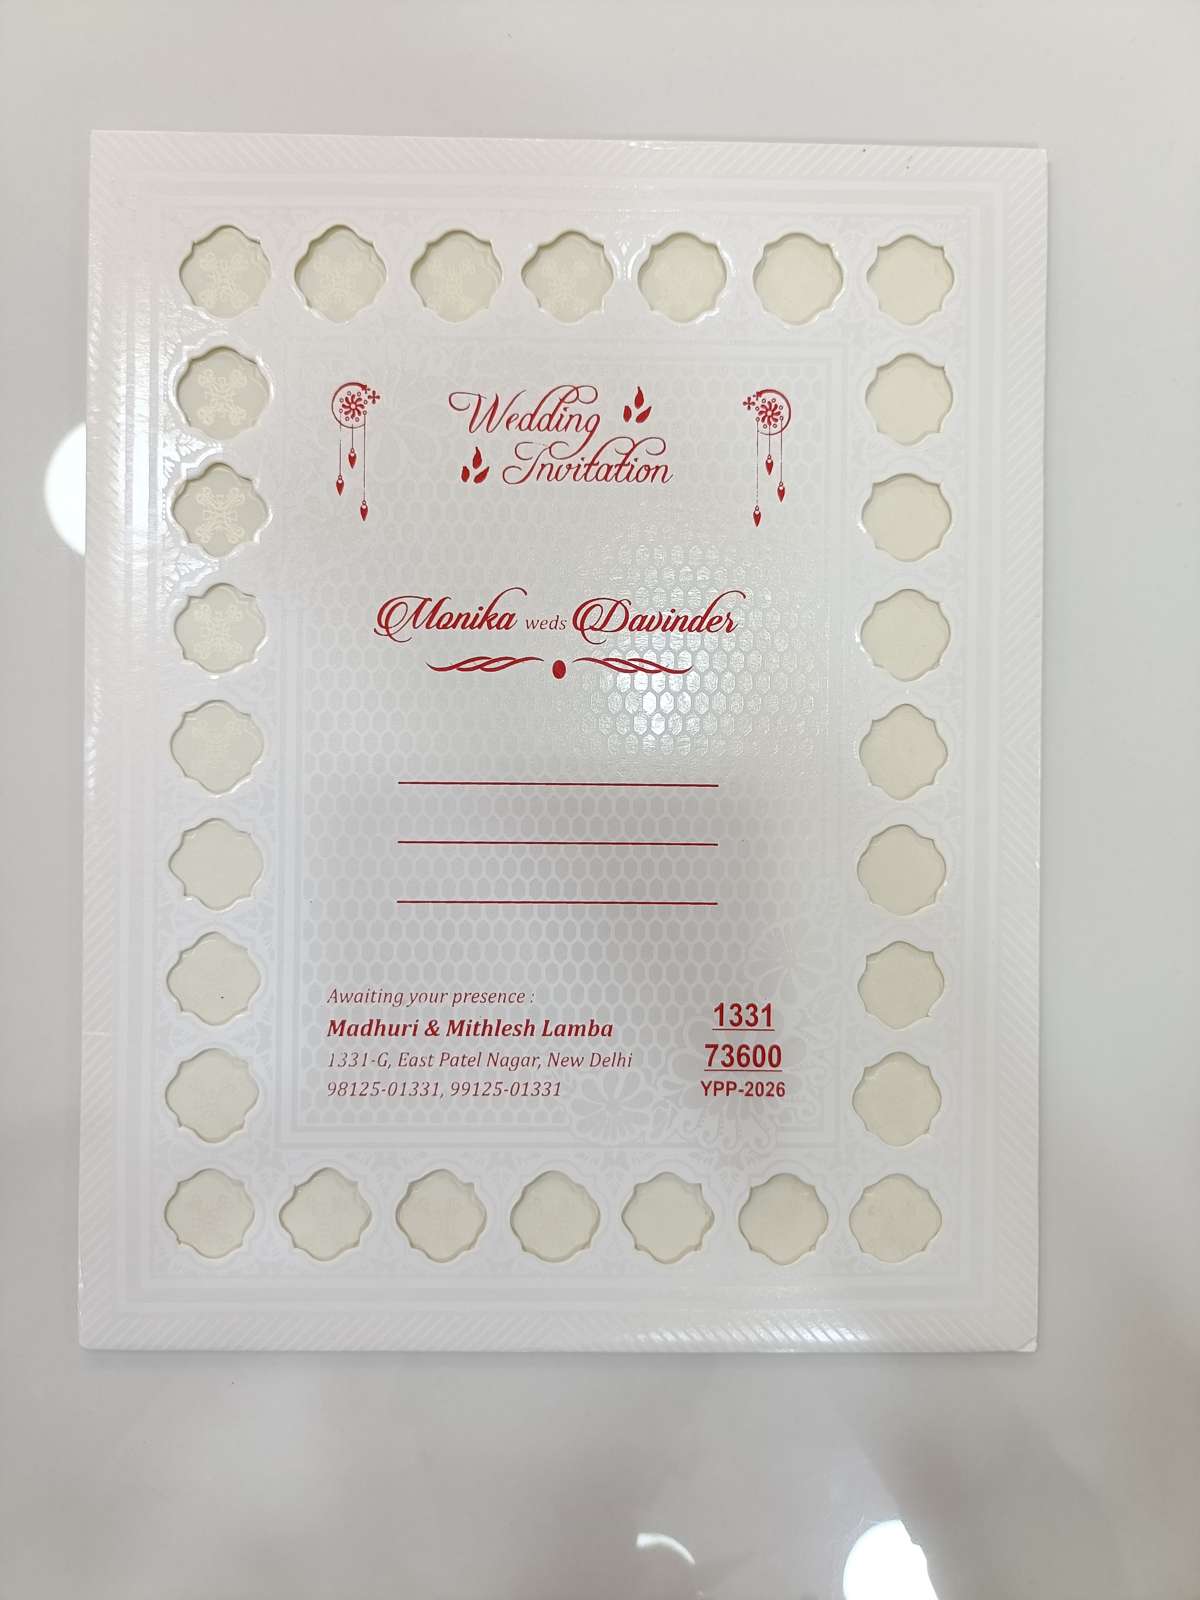 Wedding
Invitation
Monika weds Davinder
Awaiting your presence :
Madhuri & Mithlesh Lamba
1331-G, East Patel Nagar, New Delhi
98125-01331, 99125-01331
1331
73600
YPP-2026